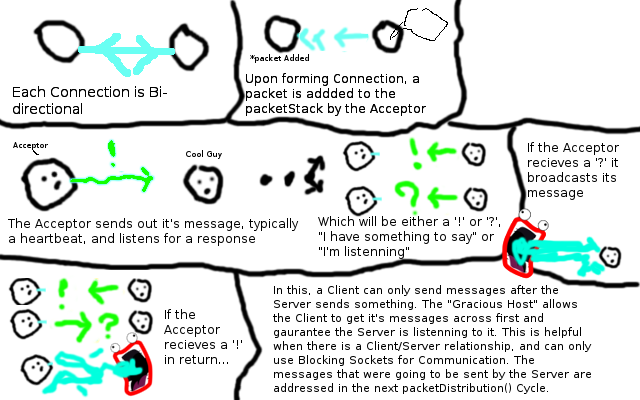 Each Connection is Bi-
directional
*packet Added
Upon forming Connection, a
packet is addded to the
packetStack by the Acceptor
Acceptor
!
Cool Guy
The Acceptor sends out it's message, typically
a heartbeat, and listens for a response
!
?
Which will be either a '!' or '?',
"I have something to say" or
"I'm listenning"
If the Acceptor
recieves a '?' it
broadcasts its
message
!
?
If the
Acceptor
recieves a '!'
in return...
In this, a Client can only send messages after the
Server sends something. The "Gracious Host" allows
the Client to get it's messages across first and
gaurantee the Server is listening to it. This is helpful
when there is a Client/Server relationship, and can only
use Blocking Sockets for Communication. The
messages that were going to be sent by the Server are
addressed in the next packetDistribution() Cycle.